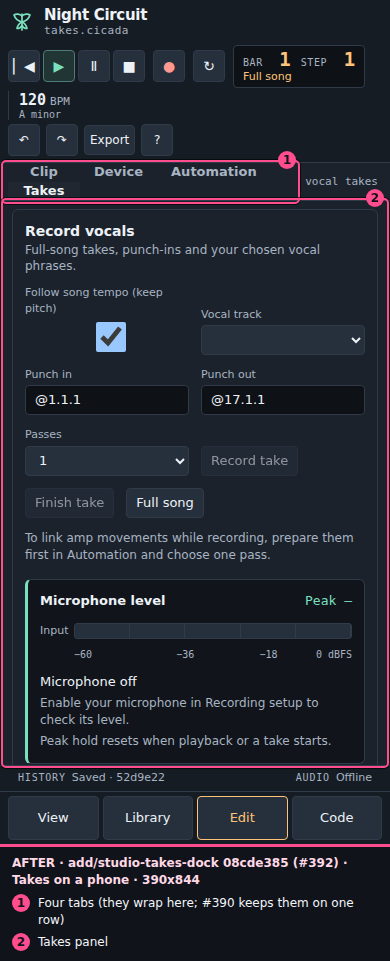 Night Circuit
takes.cicada
BAR 1 STEP 1
Full song
120 BPM
A minor
Export ?
1
Clip Device Automation
Takes
vocal takes
2
Record vocals
Full-song takes, punch-ins and your chosen vocal
phrases.
Follow song tempo (keep
pitch)
Vocal track
Punch in
Punch out
@1.1.1
@17.1.1
Passes
1
Record take
Finish take
Full song
To link amp movements while recording, prepare them
first in Automation and choose one pass.
Microphone level
Peak —
Input
−60 −36 −18 0 dBFS
Microphone off
Enable your microphone in Recording setup to
check its level.
Peak hold resets when playback or a take starts.
HISTORY Saved · 52d9e22
AUDIO Offline
View Library Edit Code
AFTER · add/studio-takes-dock 08cde385 (#392) ·
Takes on a phone · 390x844
1 Four tabs (they wrap here; #390 keeps them on one
row)
2 Takes panel